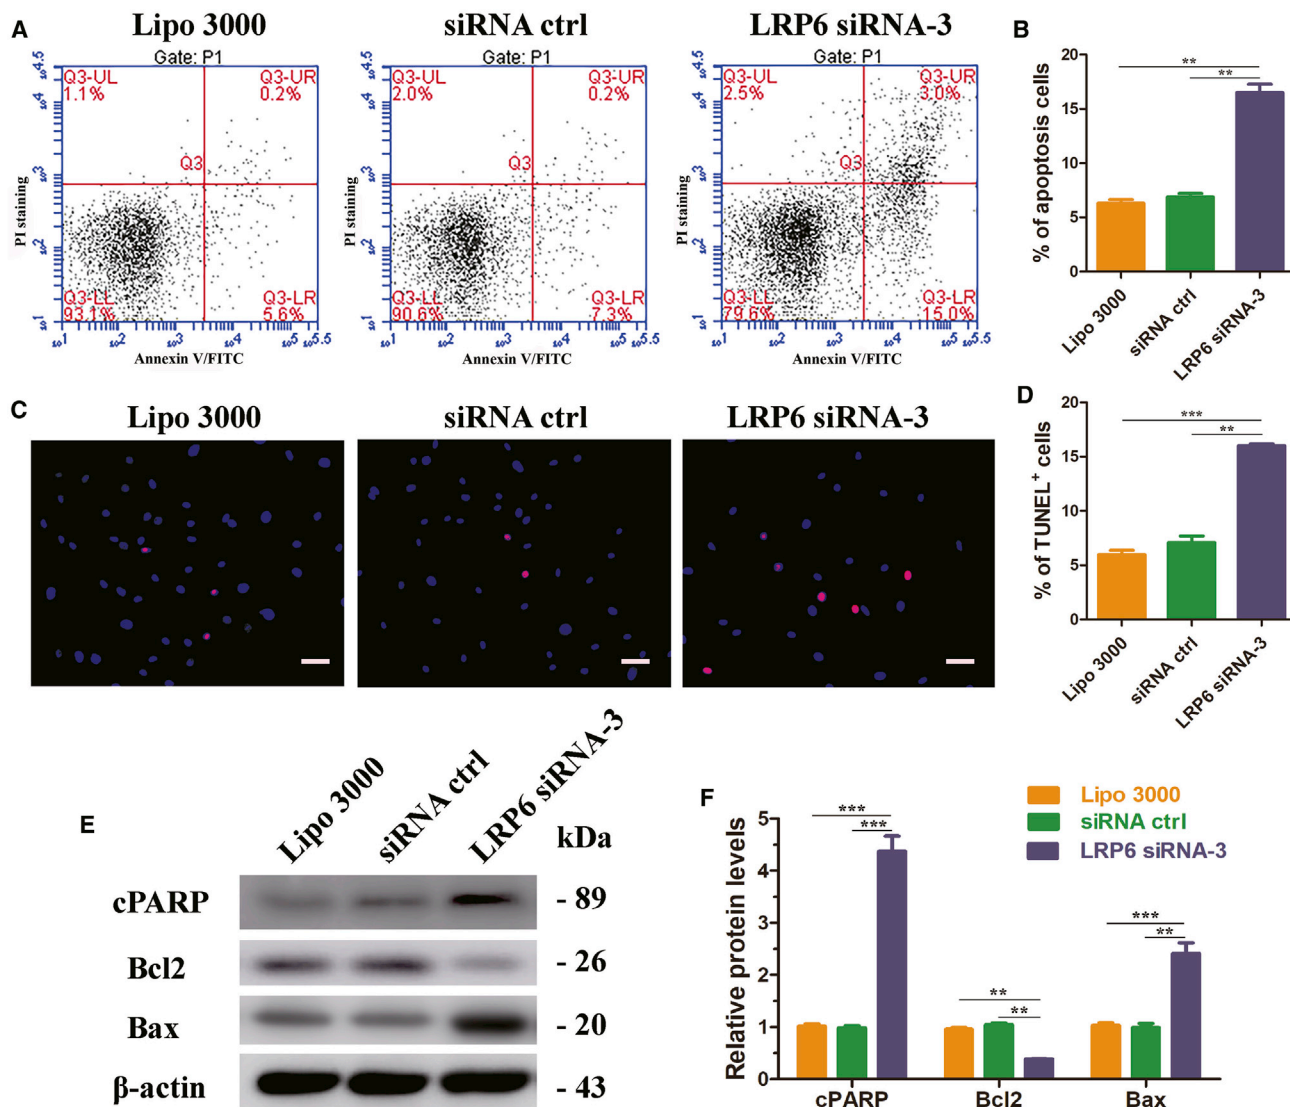 A
Lipo 3000
siRNA ctrl
LRP6 siRNA-3
Gate: P1
Q3-UL
1.1%
Q3-UR
0.2%
Q3
Q3-LL
93.1%
Q3-LR
5.6%
PI staining
Annexin V/FITC
Gate: P1
Q3-UL
2.0%
Q3-UR
0.2%
Q3
Q3-LL
90.6%
Q3-LR
7.3%
PI staining
Annexin V/FITC
Gate: P1
Q3-UL
2.5%
Q3-UR
3.0%
Q3
Q3-LL
79.6%
Q3-LR
15.0%
PI staining
Annexin V/FITC
B
% of apoptosis cells
20
15
10
5
0
**
**
Lipo 3000
siRNA ctrl
LRP6 siRNA-3
C
Lipo 3000
siRNA ctrl
LRP6 siRNA-3
D
% of TUNEL⁺ cells
20
15
10
5
0
***
**
Lipo 3000
siRNA ctrl
LRP6 siRNA-3
E
Lipo 3000
siRNA ctrl
LRP6 siRNA-3
kDa
cPARP
- 89
Bcl2
- 26
Bax
- 20
β-actin
- 43
F
Lipo 3000
siRNA ctrl
LRP6 siRNA-3
Relative protein levels
5
4
3
2
1
0
***
***
**
**
***
**
cPARP
Bcl2
Bax